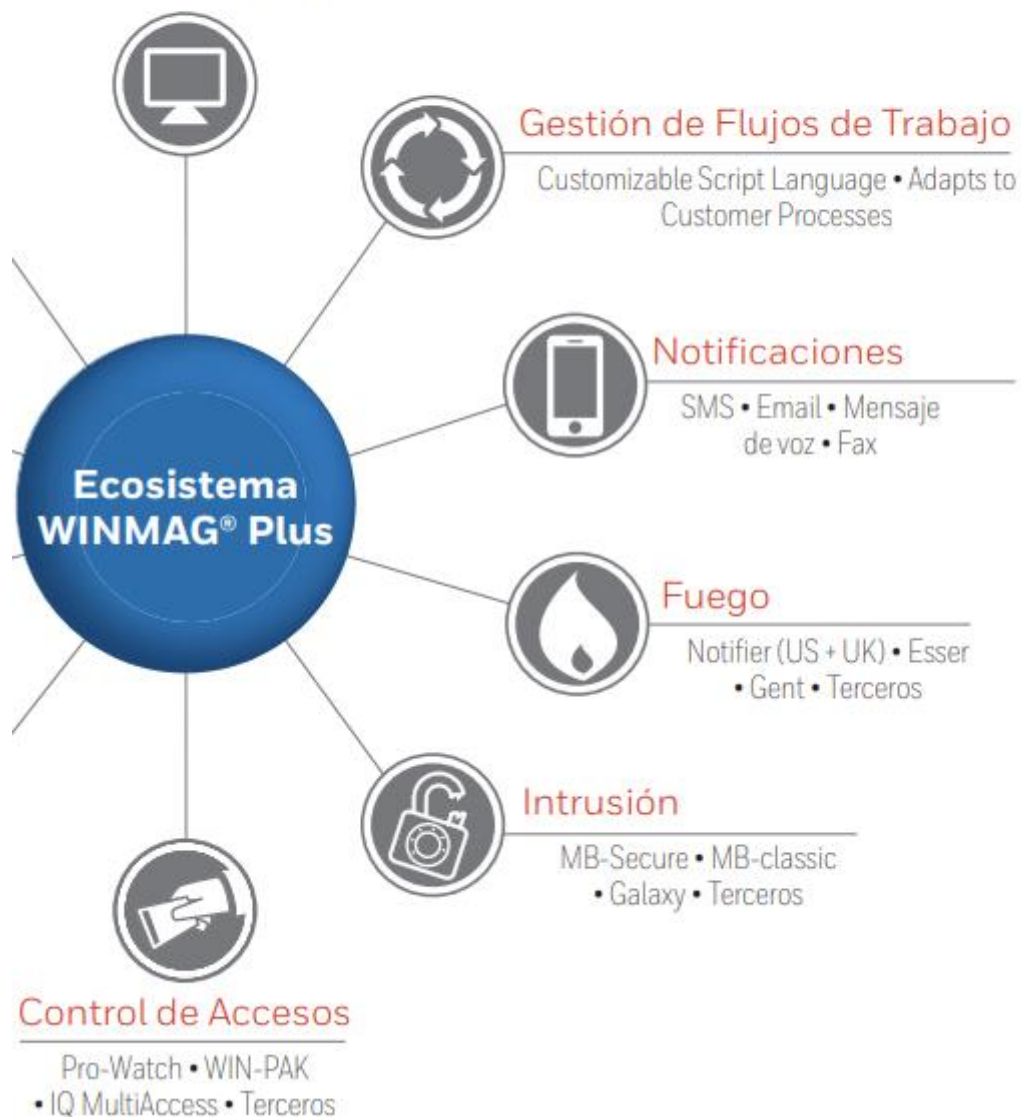 Gestión de Flujos de Trabajo
Customizable Script Language • Adapts to
Customer Processes
Notificaciones
SMS • Email • Mensaje
de voz • Fax
Ecosistema
WINMAG® Plus
Fuego
Notifier (US + UK) • Esser
• Gent • Terceros
Intrusión
MB-Secure • MB-classic
• Galaxy • Terceros
Control de Accesos
Pro-Watch • WIN-PAK
• IQ MultiAccess • Terceros